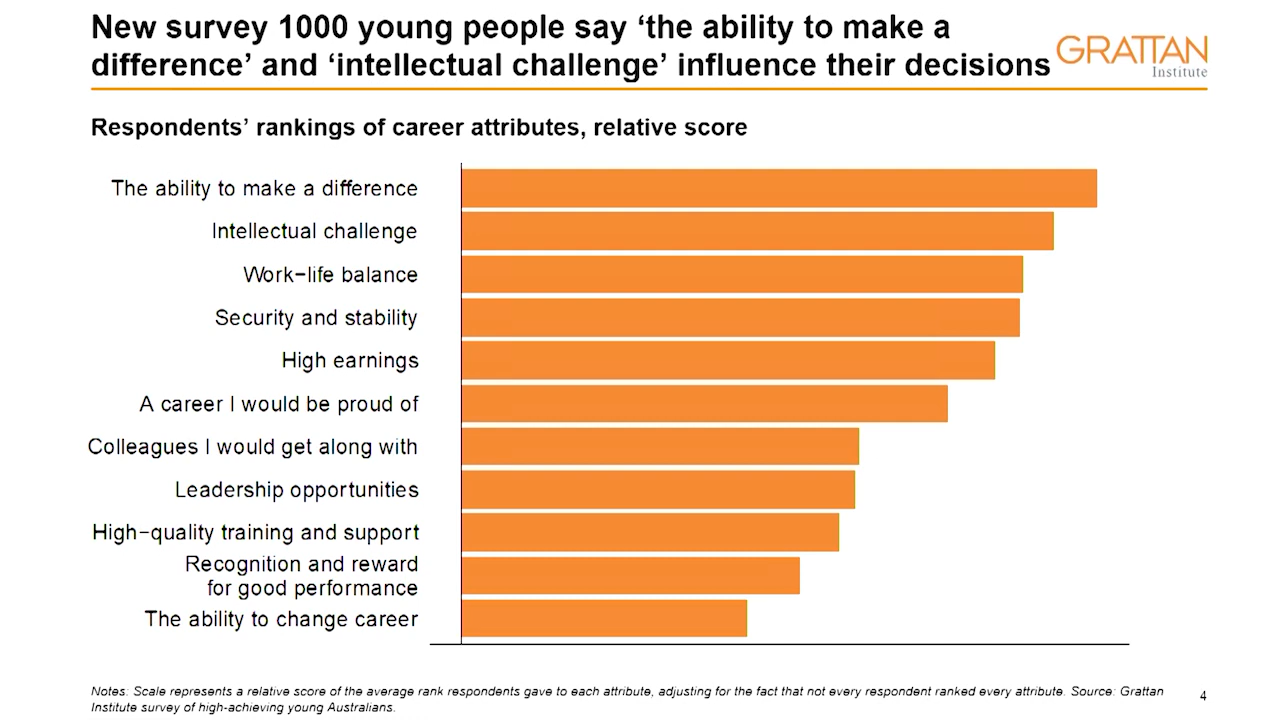 New survey 1000 young people say ‘the ability to make a
difference’ and ‘intellectual challenge’ influence their decisions
GRATTAN
Institute
Respondents’ rankings of career attributes, relative score
The ability to make a difference
Intellectual challenge
Work–life balance
Security and stability
High earnings
A career I would be proud of
Colleagues I would get along with
Leadership opportunities
High–quality training and support
Recognition and reward
for good performance
The ability to change career
Notes: Scale represents a relative score of the average rank respondents gave to each attribute, adjusting for the fact that not every respondent ranked every attribute. Source: Grattan
Institute survey of high-achieving young Australians.
4